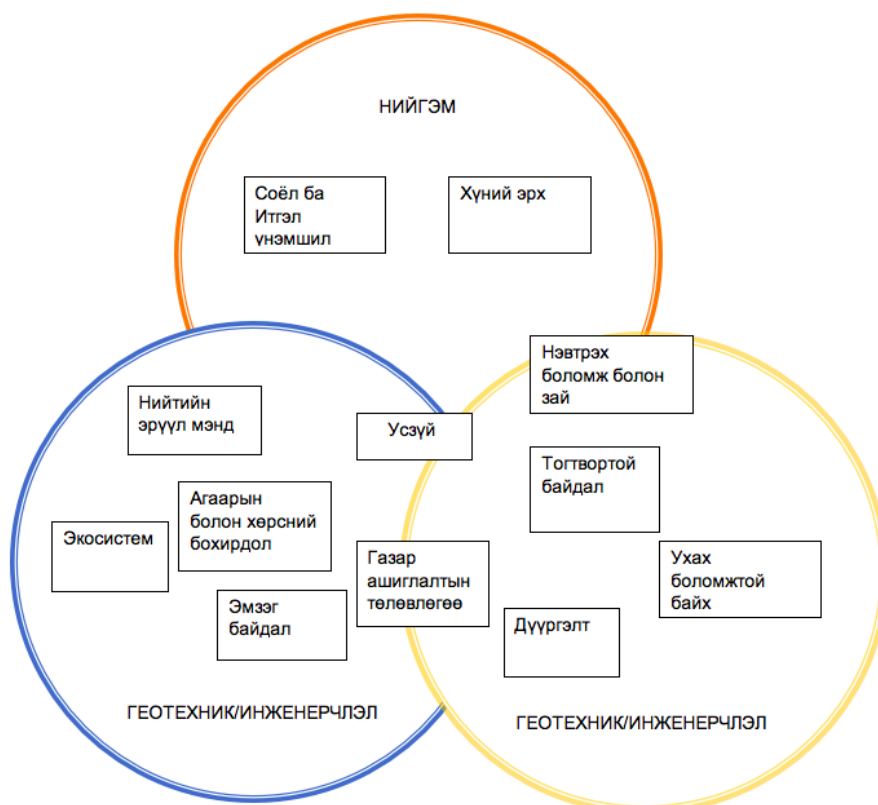 НИЙГЭМ
Соёл ба
Итгэл
үнэмшил
Хүний эрх
Нэвтрэх
боломж болон
зай
Нийтийн
эрүүл мэнд
Усзүй
Тогтвортой
байдал
Агаарын
болон хөрсний
бохирдол
Экосистем
Газар
ашиглалтын
төлөвлөгөө
Ухах
боломжтой
байх
Эмзэг
байдал
Дүүргэлт
ГЕОТЕХНИК/ИНЖЕНЕРЧЛЭЛ
ГЕОТЕХНИК/ИНЖЕНЕРЧЛЭЛ